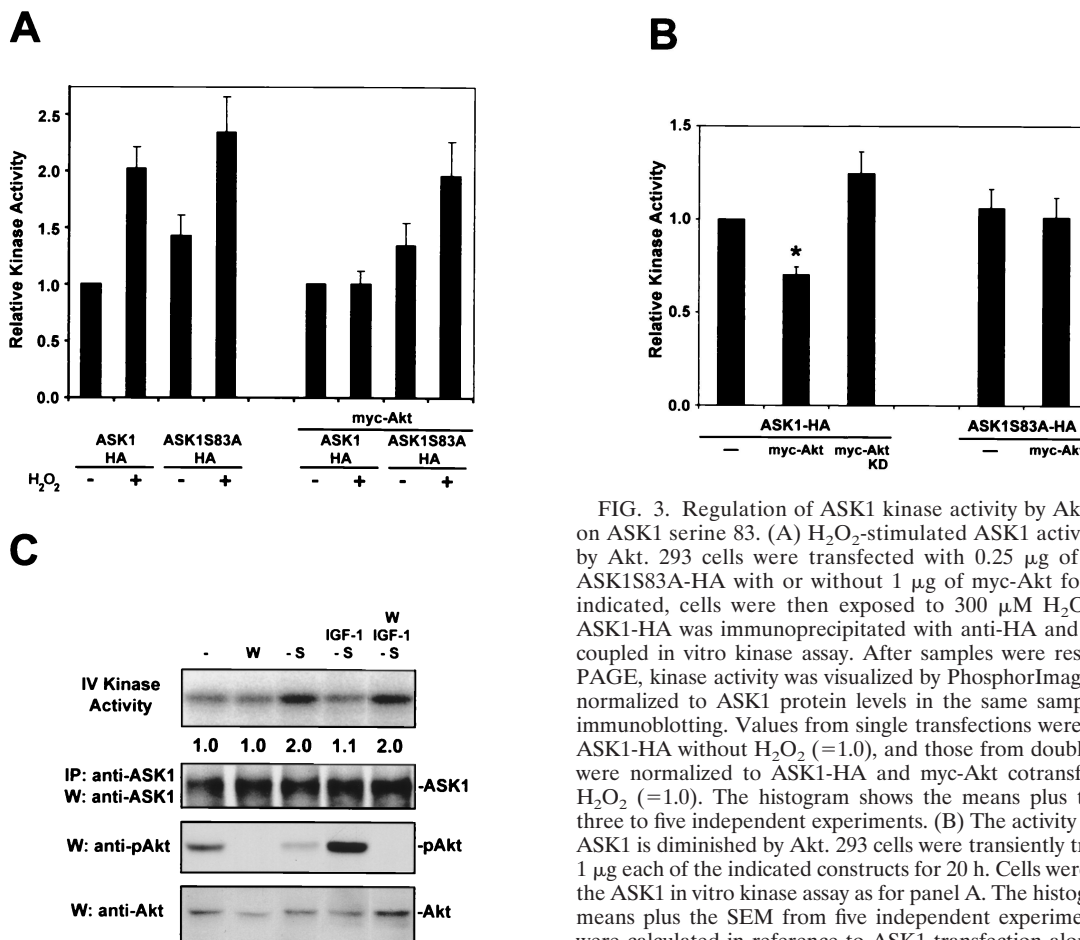 A
Relative Kinase Activity
2.5
2.0
1.5
1.0
0.5
0.0
myc-Akt
ASK1 HA
ASK1S83A HA
ASK1 HA
ASK1S83A HA
H2O2 - + - + - + - +
B
Relative Kinase Activity
1.5
1.0
0.5
0.0
*
ASK1-HA
ASK1S83A-HA
— myc-Akt myc-Akt KD — myc-Ak
C
- W - S IGF-1 - S W IGF-1 - S
IV Kinase Activity
1.0 1.0 2.0 1.1 2.0
IP: anti-ASK1
W: anti-ASK1
-ASK1
W: anti-pAkt
-pAkt
W: anti-Akt
-Akt
FIG. 3. Regulation of ASK1 kinase activity by Ak
on ASK1 serine 83. (A) H2O2-stimulated ASK1 activ
by Akt. 293 cells were transfected with 0.25 μg of
ASK1S83A-HA with or without 1 μg of myc-Akt fo
indicated, cells were then exposed to 300 μM H2O
ASK1-HA was immunoprecipitated with anti-HA and
coupled in vitro kinase assay. After samples were res
PAGE, kinase activity was visualized by PhosphorImag
normalized to ASK1 protein levels in the same samp
immunoblotting. Values from single transfections were
ASK1-HA without H2O2 (=1.0), and those from doubl
were normalized to ASK1-HA and myc-Akt cotransf
H2O2 (=1.0). The histogram shows the means plus t
three to five independent experiments. (B) The activity
ASK1 is diminished by Akt. 293 cells were transiently tr
1 μg each of the indicated constructs for 20 h. Cells were
the ASK1 in vitro kinase assay as for panel A. The histog
means plus the SEM from five independent experime
were calculated in reference to ASK1 transfection alon